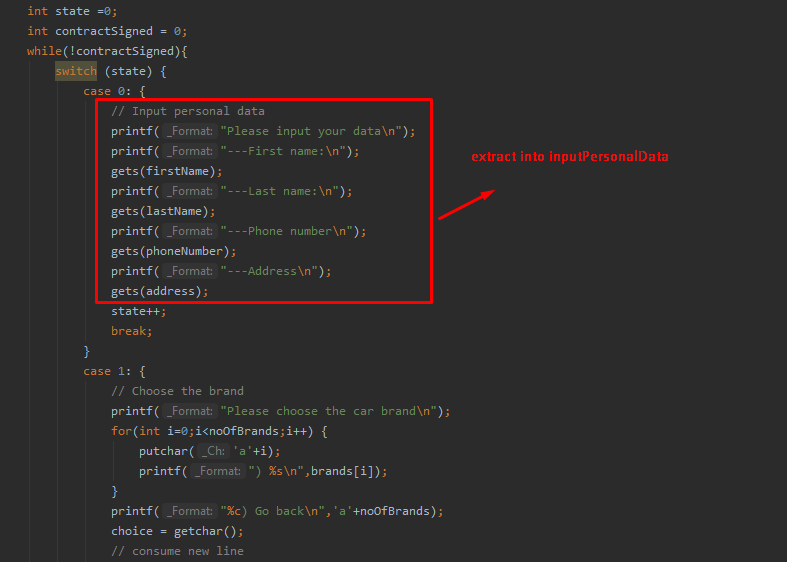 int state =0;
int contractSigned = 0;
while(!contractSigned){
switch (state) {
case 0: {
// Input personal data
printf( _Format: "Please input your data\n");
printf( _Format: "---First name:\n");
gets(firstName);
extract into inputPersonalData
printf( _Format: "---Last name:\n");
gets(lastName);
printf( _Format: "---Phone number\n");
gets(phoneNumber);
printf( _Format: "---Address\n");
gets(address);
state++;
break;
}
case 1: {
// Choose the brand
printf( _Format: "Please choose the car brand\n");
for(int i=0;i<noOfBrands;i++) {
putchar( _Ch: 'a'+i);
printf( _Format: ") %s\n",brands[i]);
}
printf( _Format: "%c) Go back\n",'a'+noOfBrands);
choice = getchar();
// consume new line